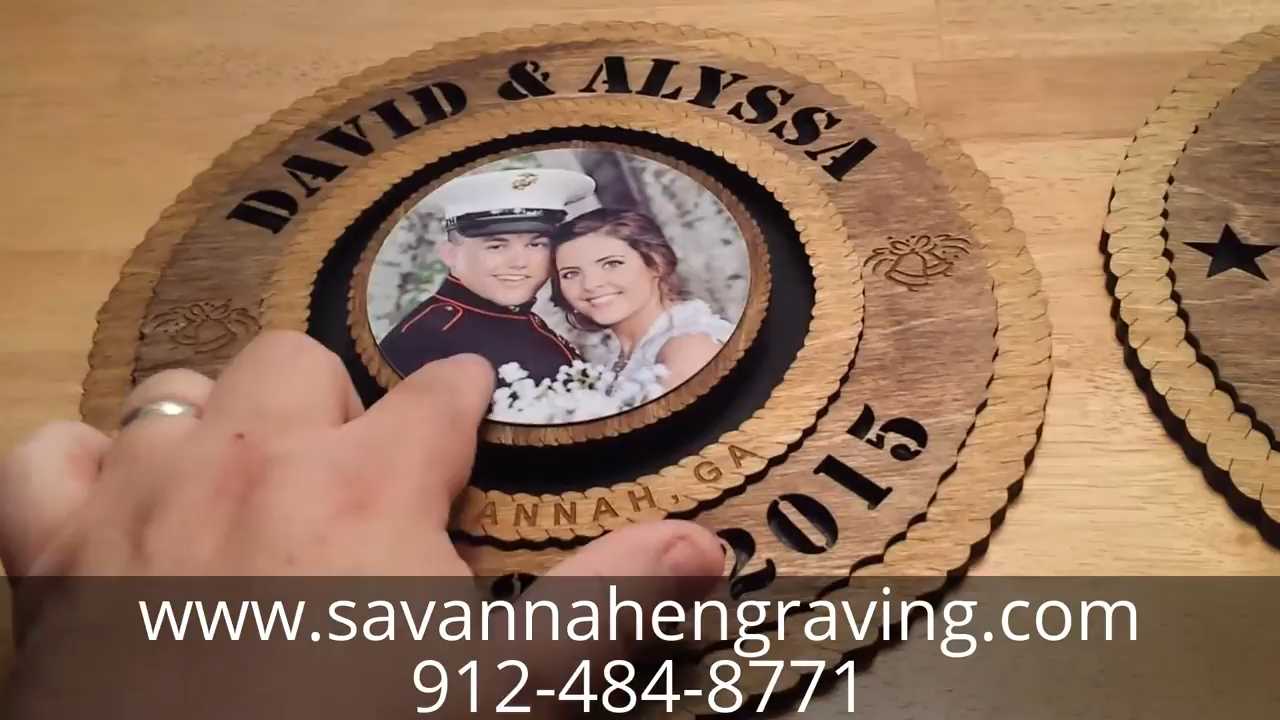 DAVID & ALYSSA
ANNAH, GA
2015
www.savannahengraving.com
912-484-8771